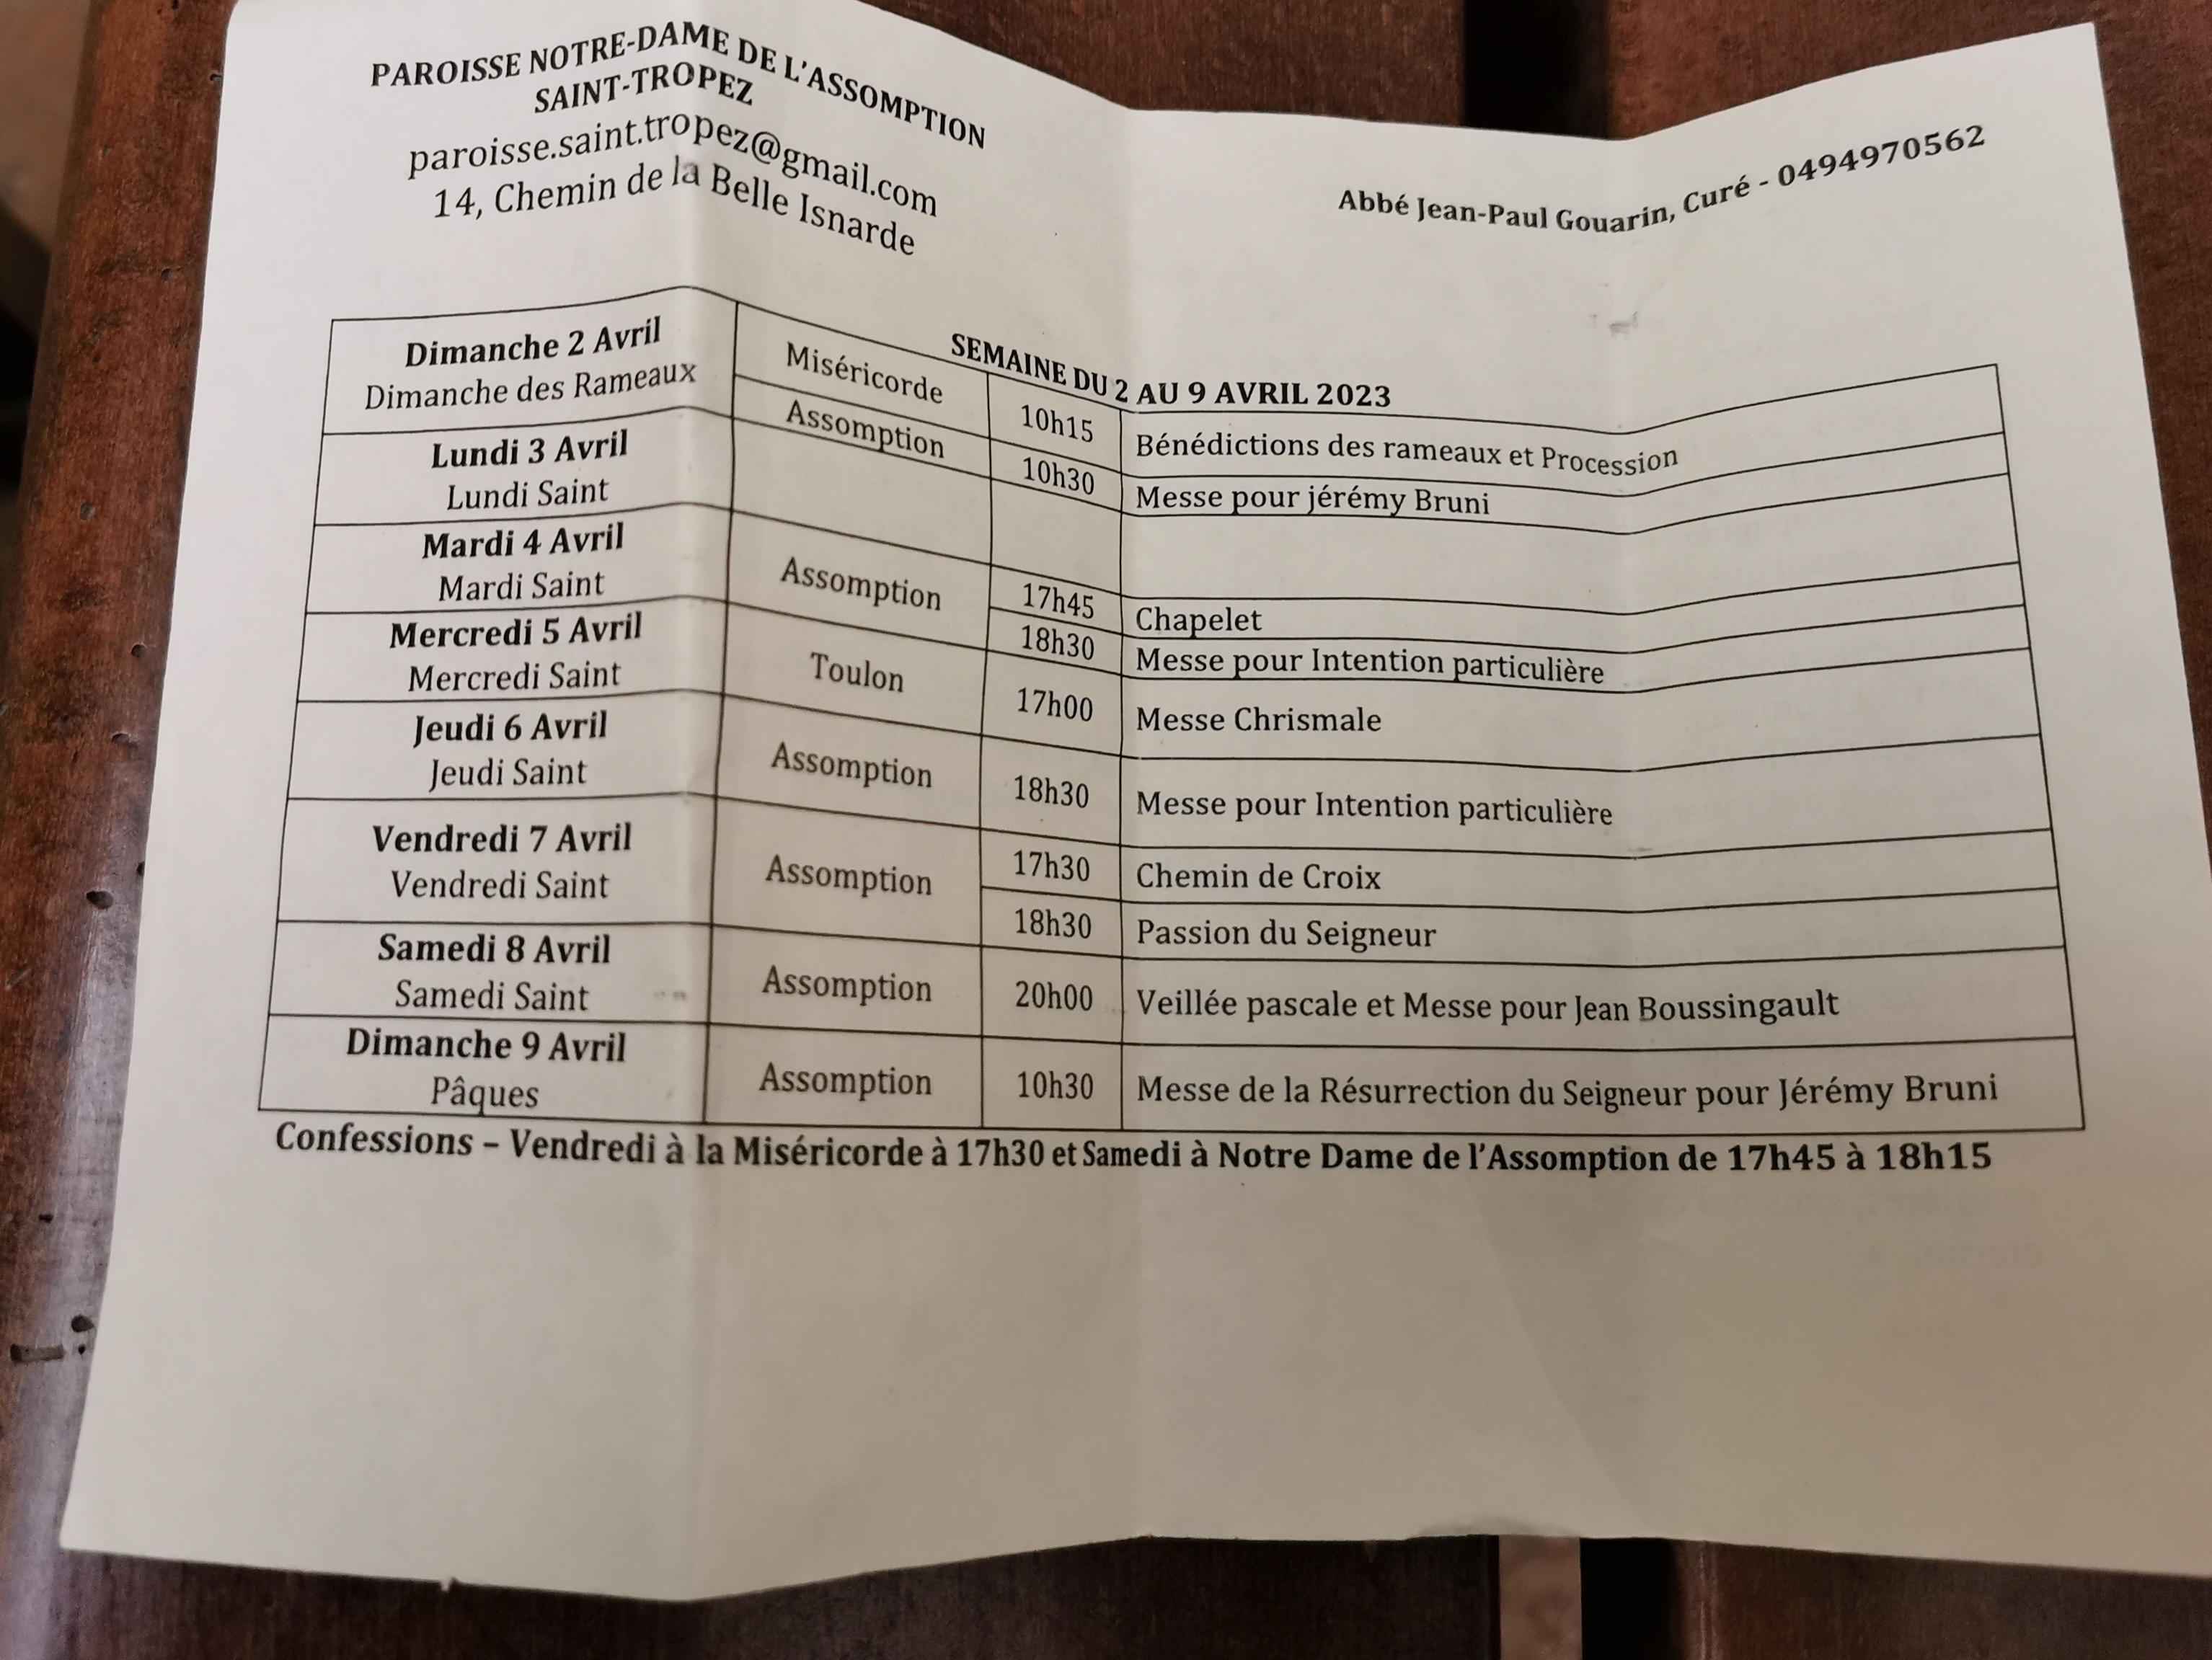 PAROISSE NOTRE-DAME DE L'ASSOMPTION
SAINT-TROPEZ
paroisse.saint.tropez@gmail.com
14, Chemin de la Belle Isnarde
Abbé Jean-Paul Gouarin, Curé - 0494970562
SEMAINE DU 2 AU 9 AVRIL 2023
Dimanche 2 Avril
Dimanche des Rameaux
Miséricorde 10h15 Bénédictions des rameaux et Procession
Assomption 10h30 Messe pour jérémy Bruni
Lundi 3 Avril
Lundi Saint
Mardi 4 Avril
Mardi Saint
Assomption
17h45 Chapelet
18h30 Messe pour Intention particulière
Mercredi 5 Avril
Mercredi Saint
Toulon 17h00 Messe Chrismale
Jeudi 6 Avril
Jeudi Saint
Assomption 18h30 Messe pour Intention particulière
Vendredi 7 Avril
Vendredi Saint
Assomption
17h30 Chemin de Croix
18h30 Passion du Seigneur
Samedi 8 Avril
Samedi Saint
Assomption 20h00 Veillée pascale et Messe pour Jean Boussingault
Dimanche 9 Avril
Pâques
Assomption 10h30 Messe de la Résurrection du Seigneur pour Jérémy Bruni
Confessions – Vendredi à la Miséricorde à 17h30 et Samedi à Notre Dame de l'Assomption de 17h45 à 18h15